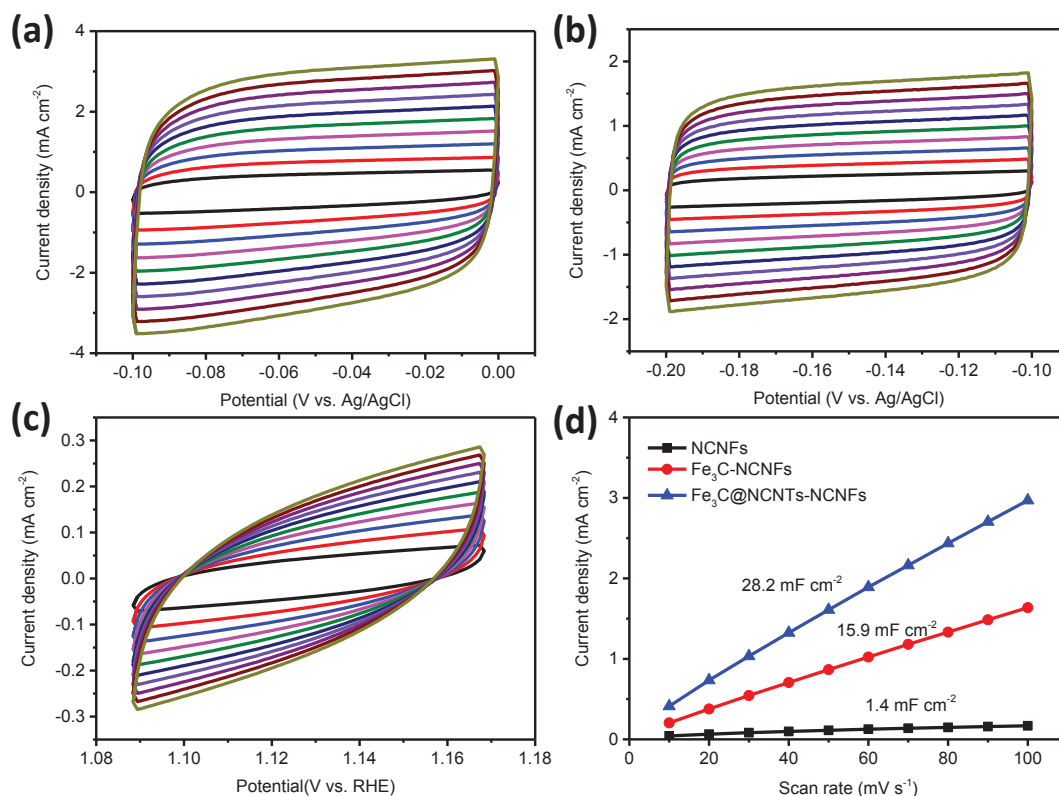 (a)
4
2
0
-2
-4
Current density (mA cm⁻²)
-0.10 -0.08 -0.06 -0.04 -0.02 0.00
Potential (V vs. Ag/AgCl)
(b)
2
1
0
-1
-2
Current density (mA cm⁻²)
-0.20 -0.18 -0.16 -0.14 -0.12 -0.10
Potential (V vs. Ag/AgCl)
(c)
0.3
0.2
0.1
0.0
-0.1
-0.2
-0.3
Current density (mA cm⁻²)
1.08 1.10 1.12 1.14 1.16 1.18
Potential(V vs. RHE)
(d)
4
3
2
1
0
Current density (mA cm⁻²)
NCNFs
Fe₃C-NCNFs
Fe₃C@NCNTs-NCNFs
28.2 mF cm⁻²
15.9 mF cm⁻²
1.4 mF cm⁻²
0 20 40 60 80 100
Scan rate (mV s⁻¹)